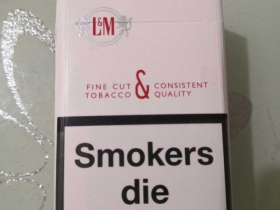 L&M
FINE CUT & CONSISTENT
TOBACCO QUALITY
Smokers
die